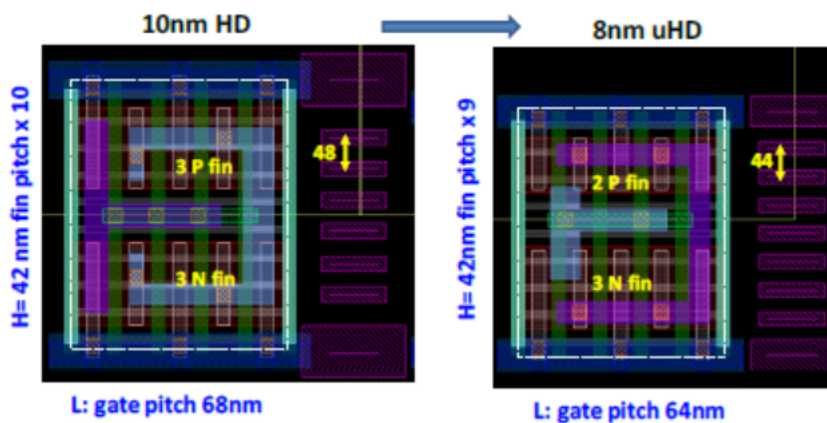 10nm HD
8nm uHD
H= 42 nm fin pitch x 10
3 P fin
48
3 N fin
L: gate pitch 68nm
H= 42nm fin pitch x 9
2 P fin
44
3 N fin
L: gate pitch 64nm